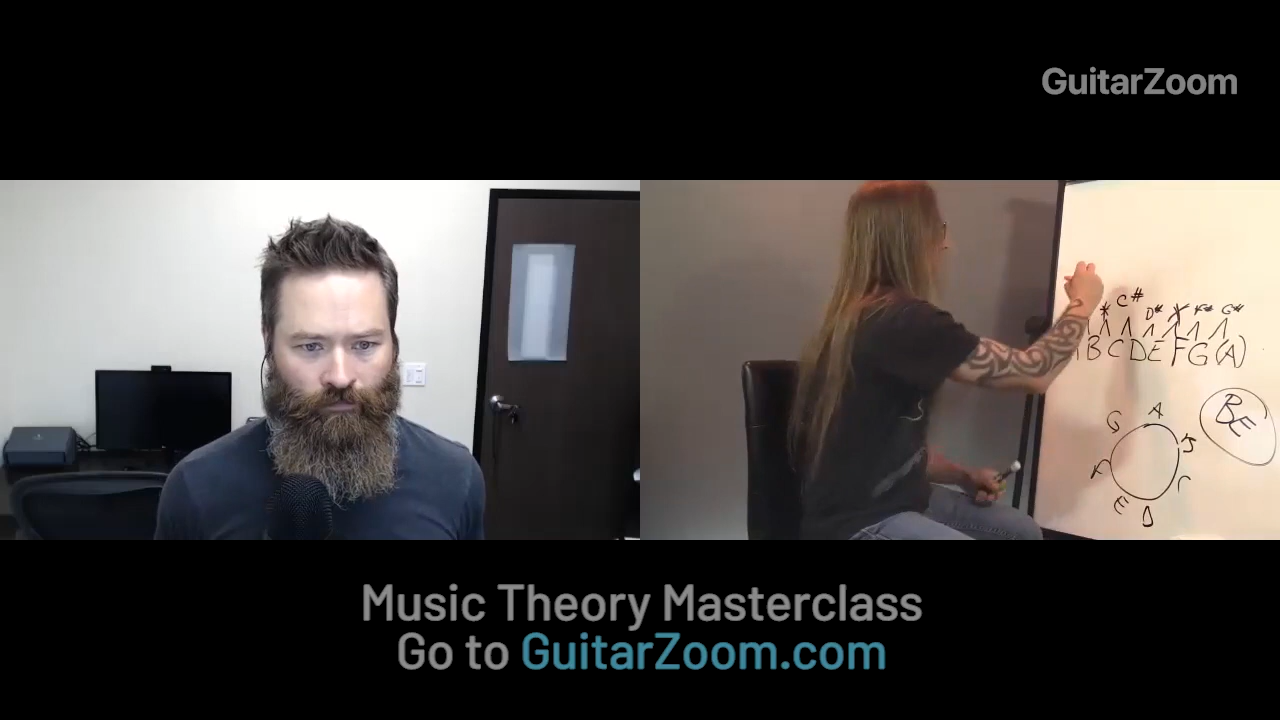 GuitarZoom
C#
* D# * F# G#
B C D E F G (A)
BE
G A
C
E D
Music Theory Masterclass
Go to GuitarZoom.com